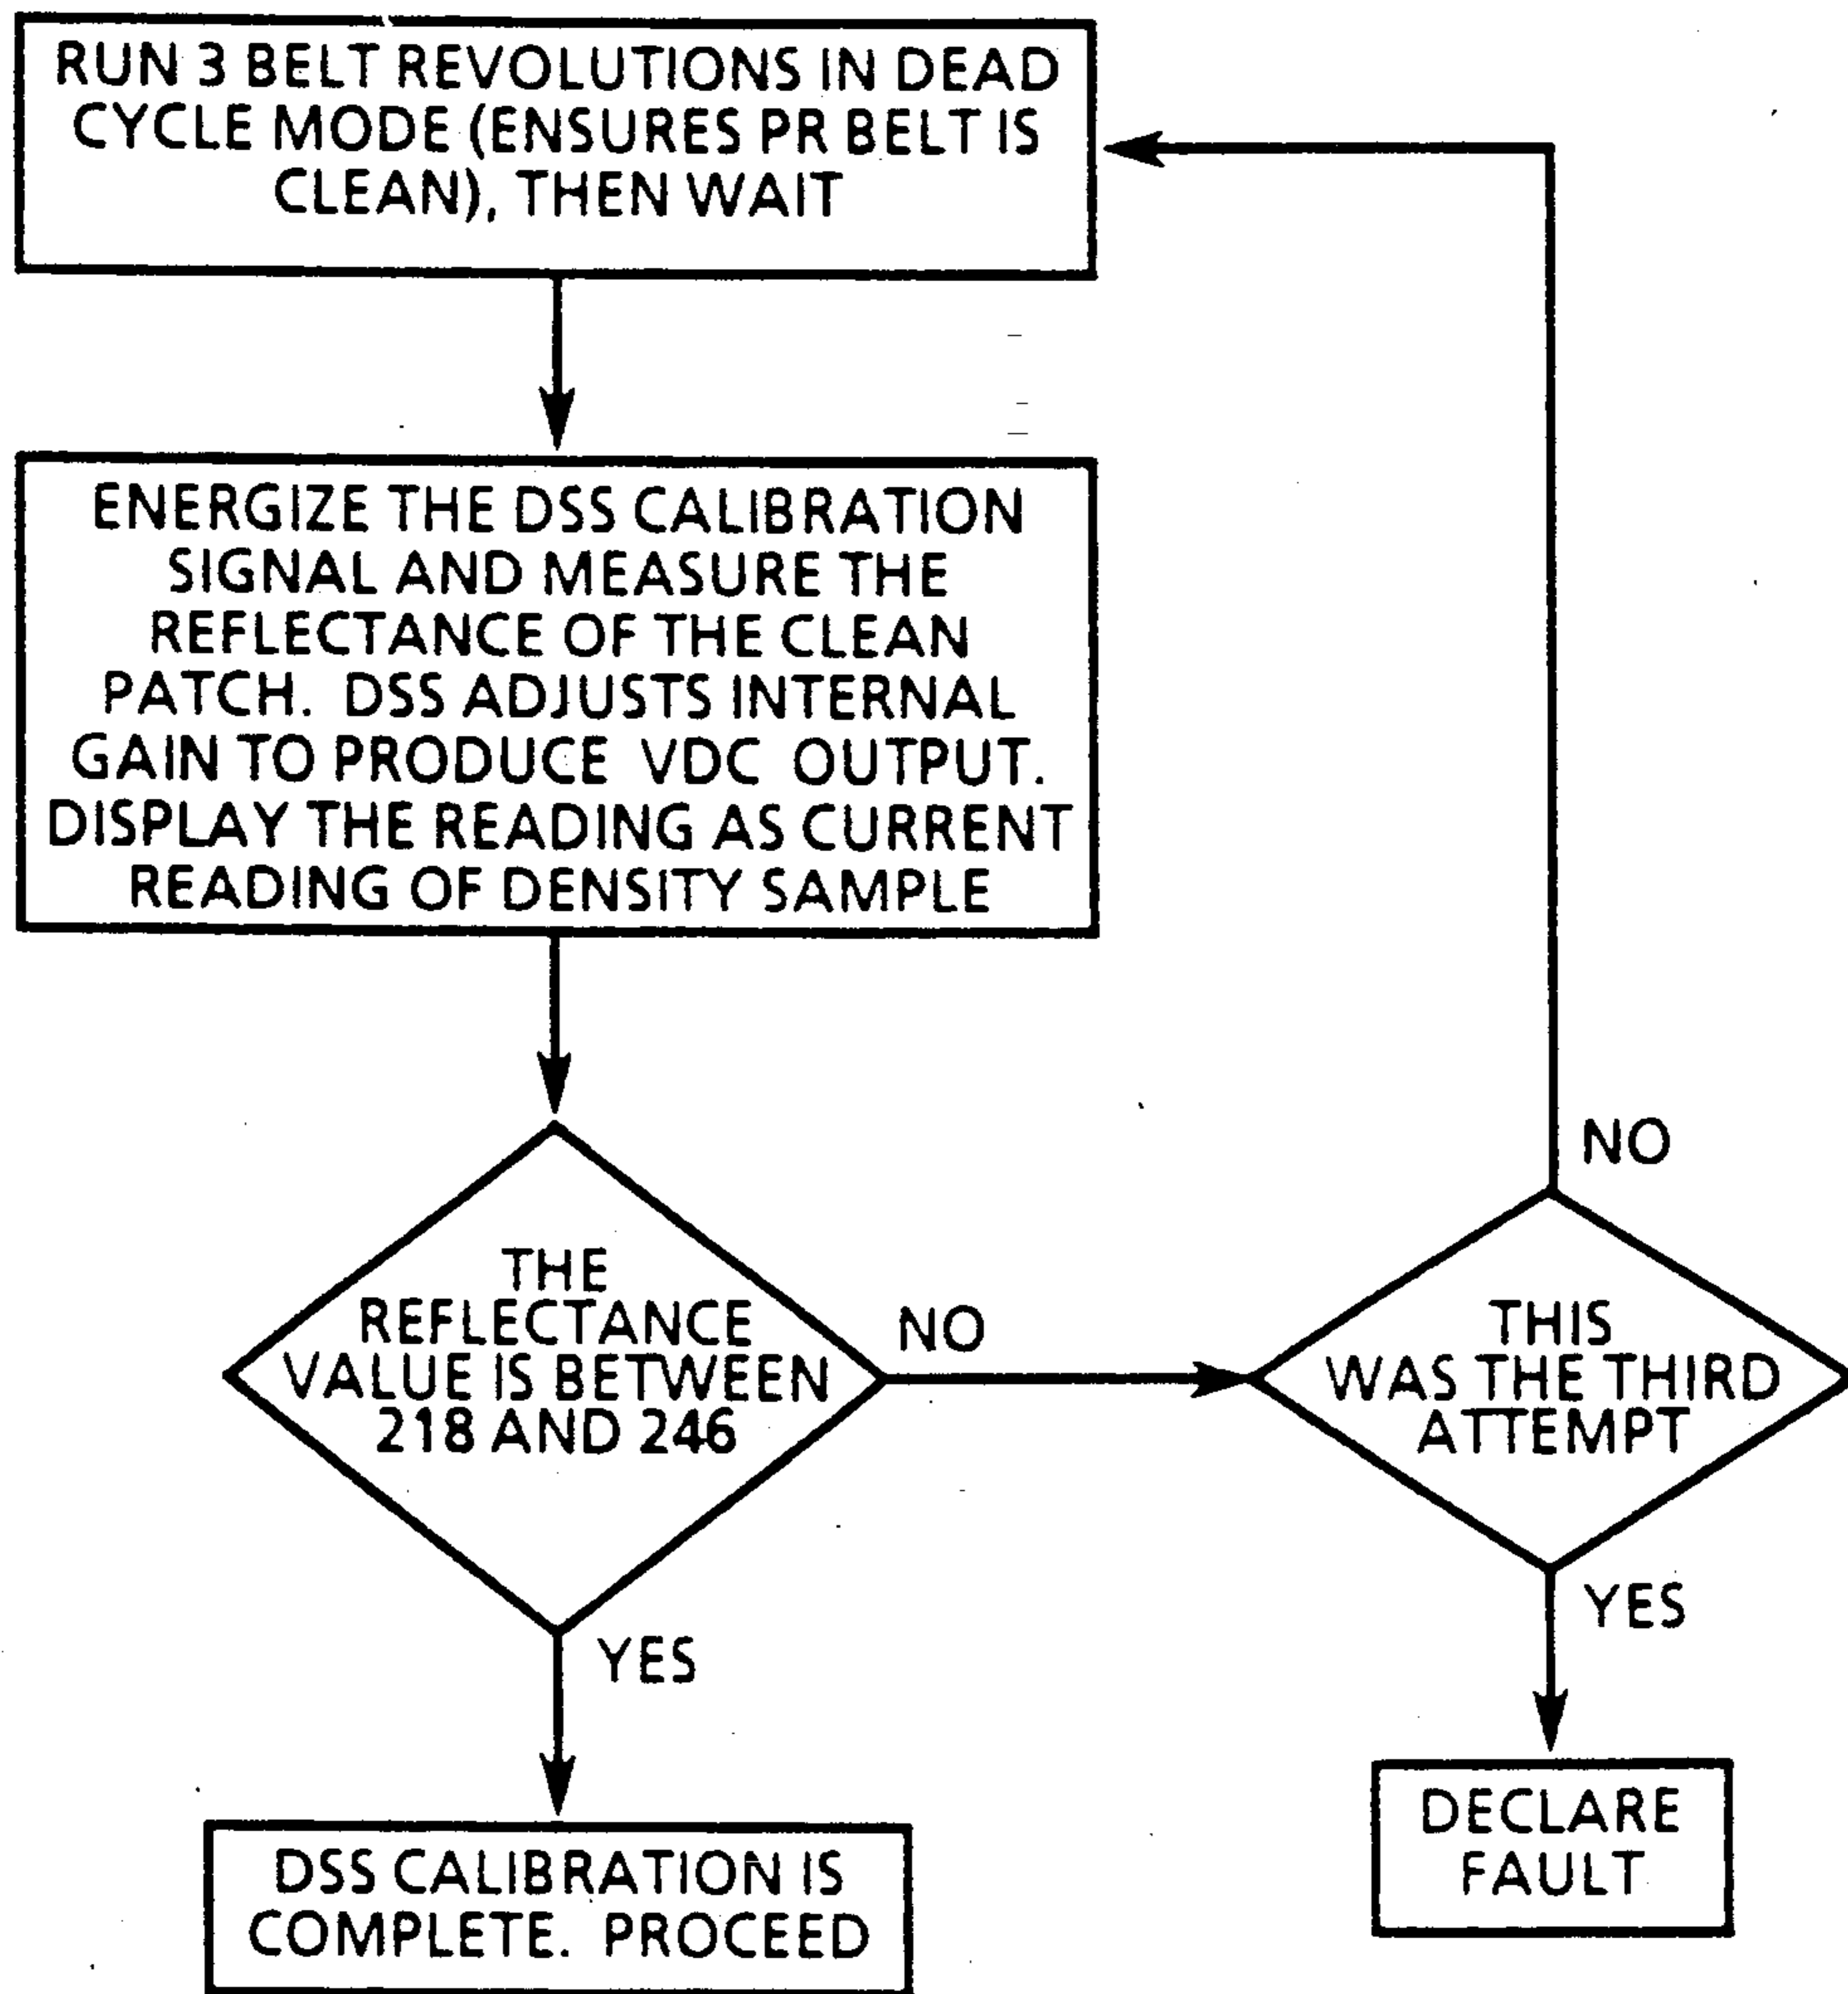 RUN 3 BELT REVOLUTIONS IN DEAD
CYCLE MODE (ENSURES PR BELT IS
CLEAN), THEN WAIT
ENERGIZE THE DSS CALIBRATION
SIGNAL AND MEASURE THE
REFLECTANCE OF THE CLEAN
PATCH. DSS ADJUSTS INTERNAL
GAIN TO PRODUCE VDC OUTPUT.
DISPLAY THE READING AS CURRENT
READING OF DENSITY SAMPLE
THE
REFLECTANCE
VALUE IS BETWEEN
218 AND 246
NO
YES
THIS
WAS THE THIRD
ATTEMPT
NO
YES
DSS CALIBRATION IS
COMPLETE. PROCEED
DECLARE
FAULT